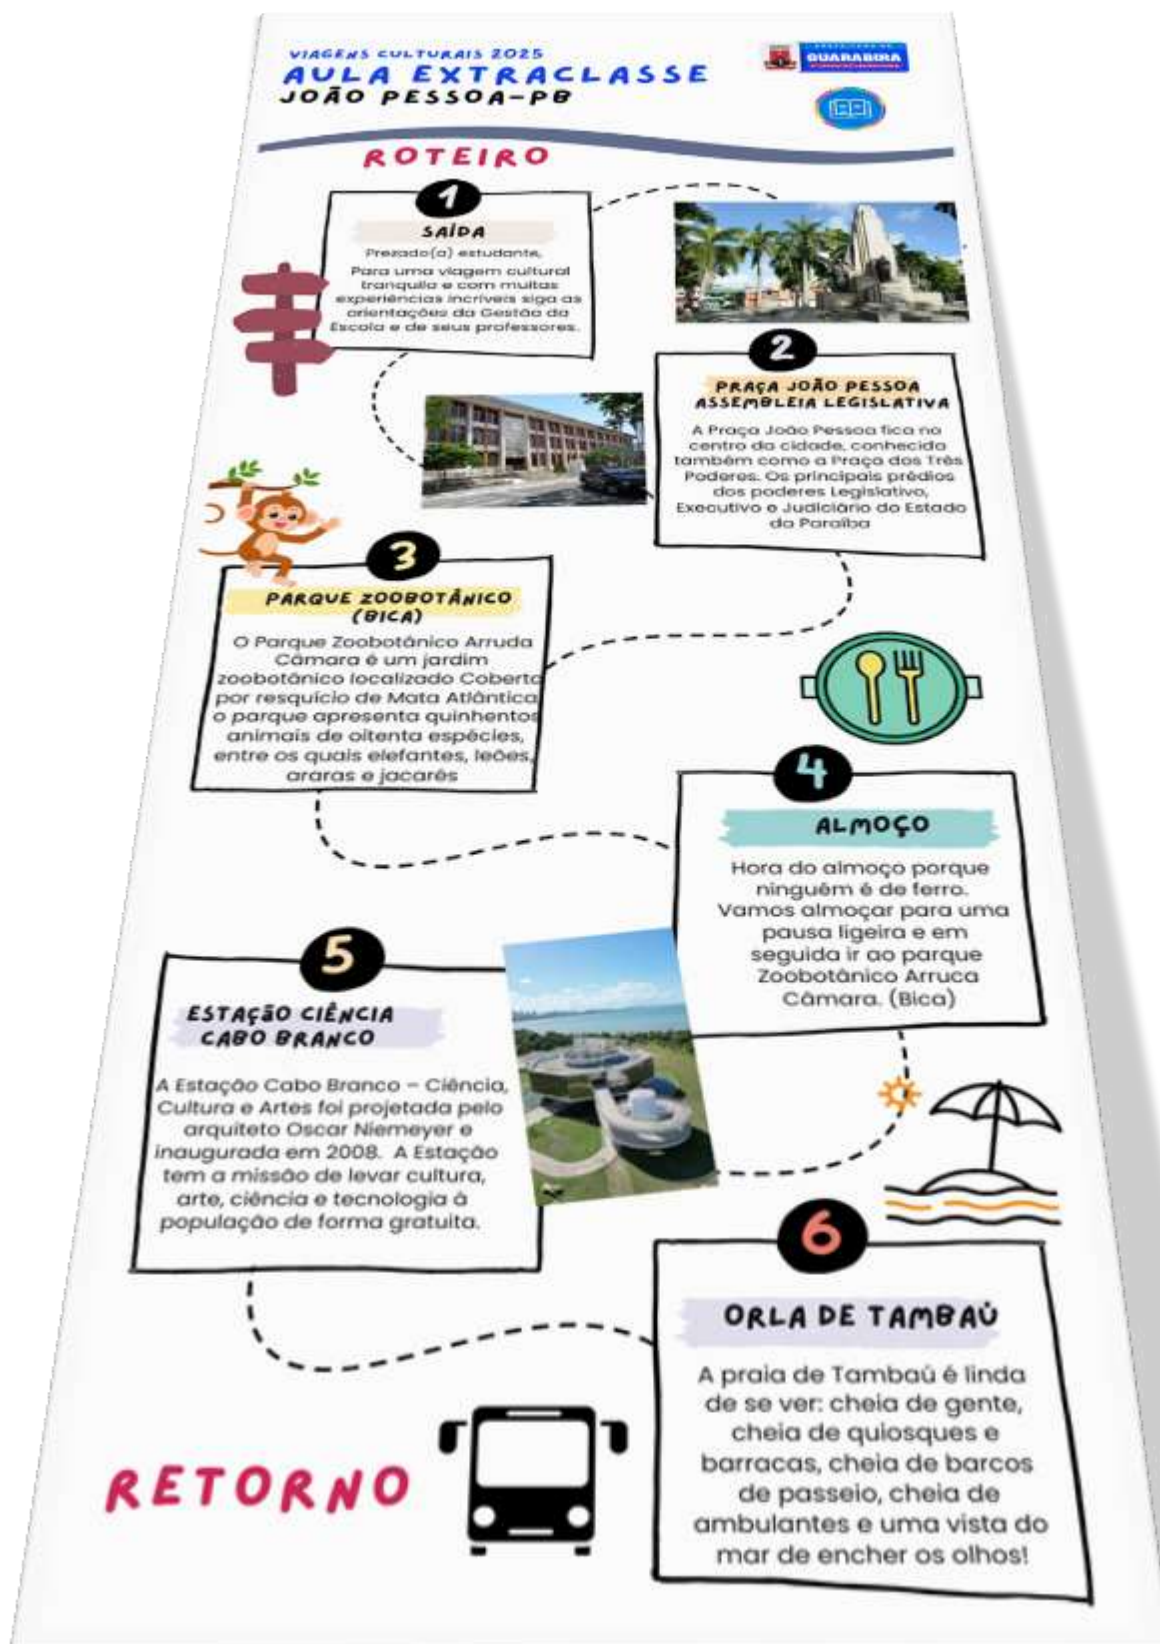 VIAGENS CULTURAIS 2025
AULA EXTRACLASSE
JOÃO PESSOA-PB
PREFEITURA DE
GUARABIRA
ROTEIRO
1
SAÍDA
Prezado(a) estudante,
Para uma viagem cultural
tranquila e com muitas
experiências incríveis siga as
orientações da Gestão da
Escola e de seus professores.
2
PRAÇA JOÃO PESSOA
ASSEMBLEIA LEGISLATIVA
A Praça João Pessoa fica no
centro da cidade, conhecida
também como a Praça dos Três
Poderes. Os principais prédios
dos poderes Legislativo,
Executivo e Judiciário do Estado
da Paraíba
3
PARQUE ZOOBOTÂNICO
(BICA)
O Parque Zoobotânico Arruda
Câmara é um jardim
zoobotânico localizado Coberto
por resquício de Mata Atlântica
o parque apresenta quinhentos
animais de oitenta espécies,
entre os quais elefantes, leões,
araras e jacarés
4
ALMOÇO
Hora do almoço porque
ninguém é de ferro.
Vamos almoçar para uma
pausa ligeira e em
seguida ir ao parque
Zoobotânico Arruca
Câmara. (Bica)
5
ESTAÇãO CIÊNCIA
CABO BRANCO
A Estação Cabo Branco – Ciência,
Cultura e Artes foi projetada pelo
arquiteto Oscar Niemeyer e
inaugurada em 2008. A Estação
tem a missão de levar cultura,
arte, ciência e tecnologia à
população de forma gratuita.
6
ORLA DE TAMBAÚ
A praia de Tambaú é linda
de se ver: cheia de gente,
cheia de quiosques e
barracas, cheia de barcos
de passeio, cheia de
ambulantes e uma vista do
mar de encher os olhos!
RETORNO